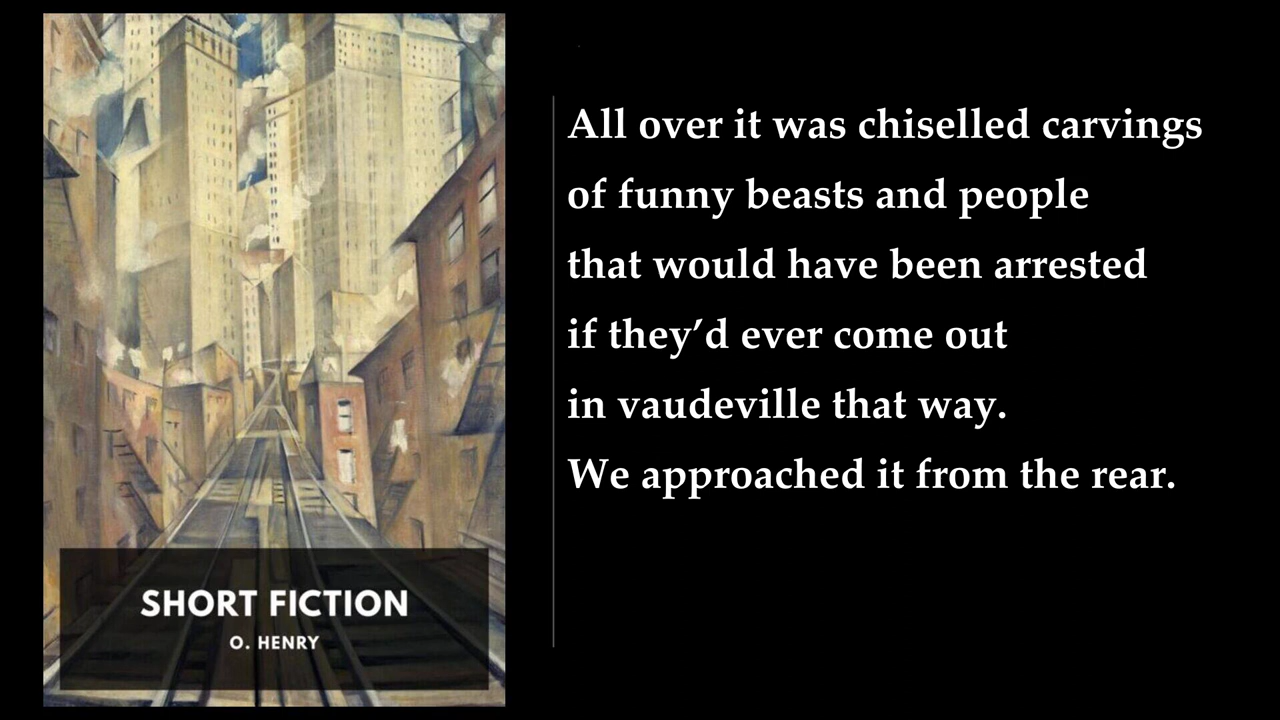 SHORT FICTION
O. HENRY
All over it was chiselled carvings
of funny beasts and people
that would have been arrested
if they’d ever come out
in vaudeville that way.
We approached it from the rear.